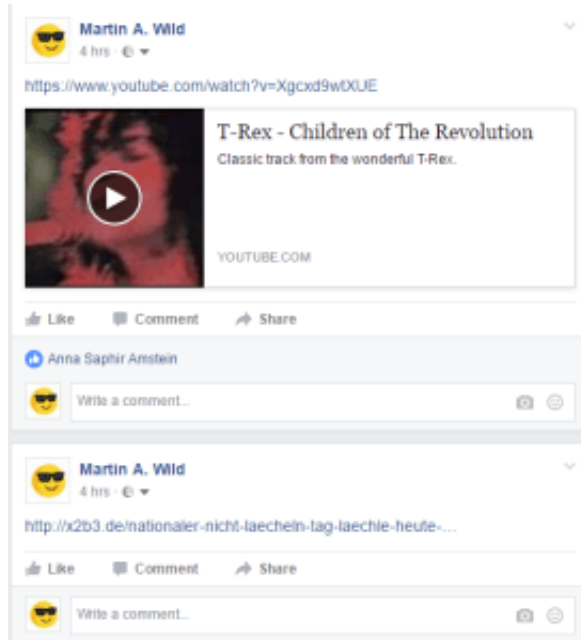 Martin A. Wild
4 hrs ·
https://www.youtube.com/watch?v=Xgcxd9wtXUE
T-Rex - Children of The Revolution
Classic track from the wonderful T-Rex.
YOUTUBE.COM
Like Comment Share
Anna Saphir Amstein
Write a comment...
Martin A. Wild
4 hrs ·
http://x2b3.de/nationaler-nicht-laecheln-tag-laechle-heute-...
Like Comment Share
Write a comment...